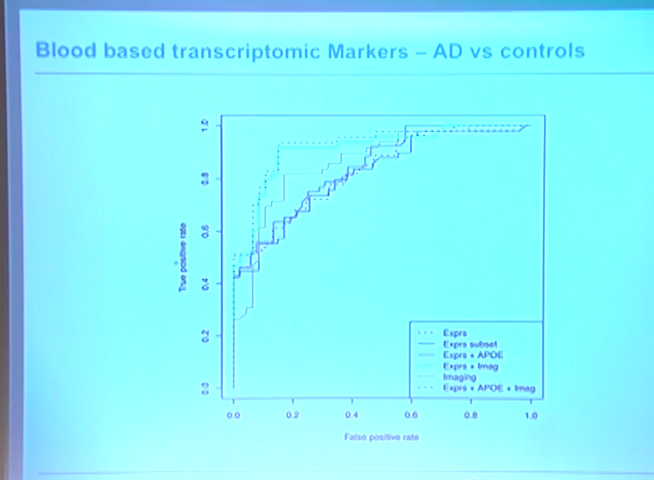 Blood based transcriptomic Markers – AD vs controls
1.0
0.8
0.6
0.4
0.2
0.0
True positive rate
0.0 0.2 0.4 0.6 0.8 1.0
False positive rate
Exprs
Exprs subset
Exprs + APOE
Exprs + Imag
Imaging
Exprs + APOE + Imag